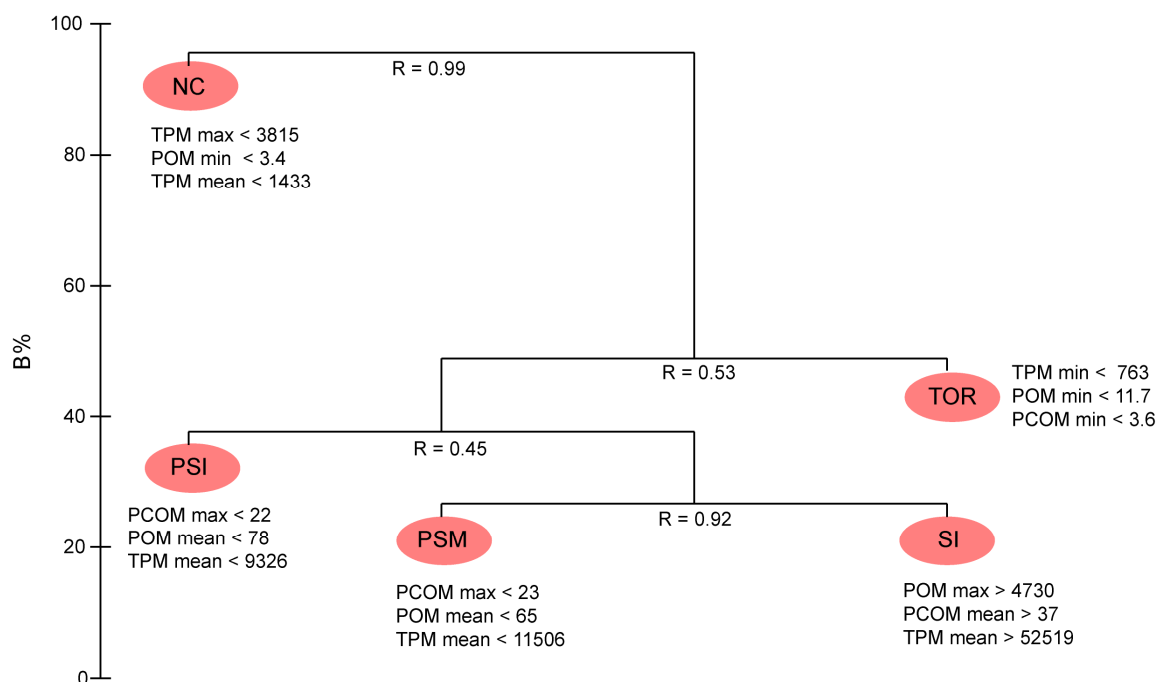 100
R = 0.99
NC
TPM max < 3815
POM min < 3.4
TPM mean < 1433
80
60
B%
R = 0.53
TOR
TPM min < 763
POM min < 11.7
PCOM min < 3.6
40
R = 0.45
PSI
PCOM max < 22
POM mean < 78
TPM mean < 9326
20
R = 0.92
PSM
PCOM max < 23
POM mean < 65
TPM mean < 11506
SI
POM max > 4730
PCOM mean > 37
TPM mean > 52519
0